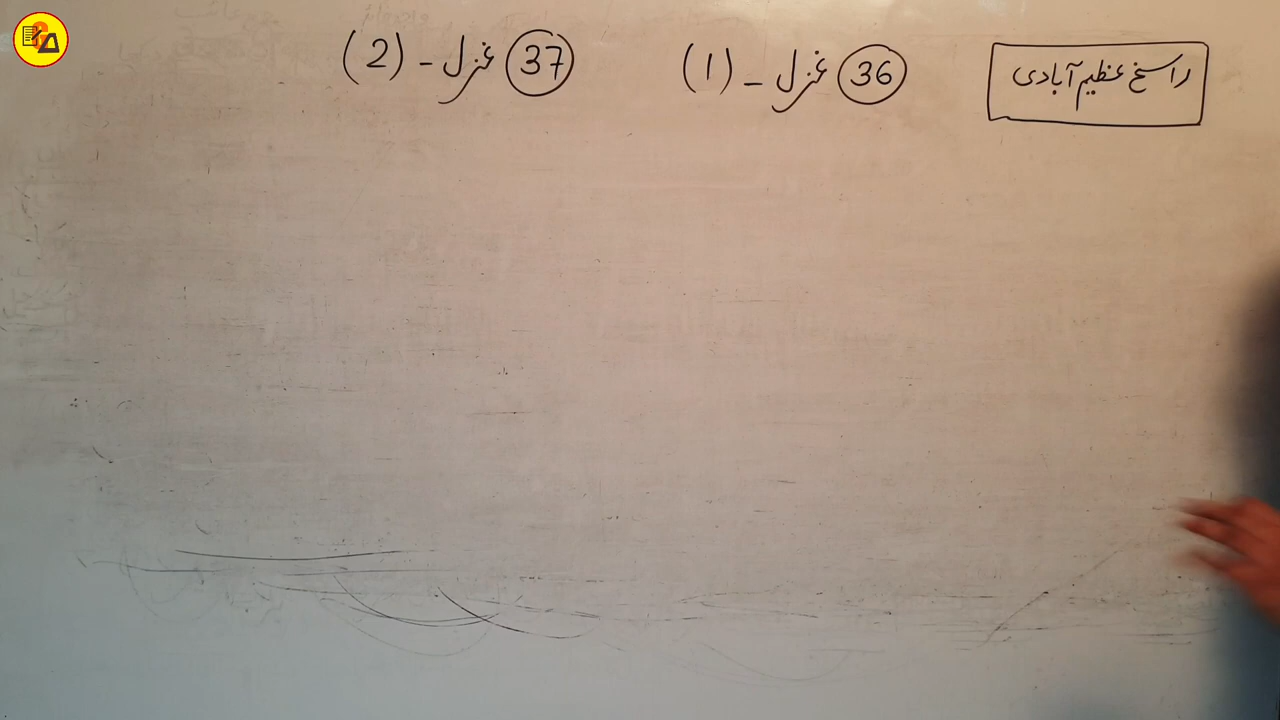 راسخ عظیم آبادی
36 غزل - (1)
37 غزل - (2)